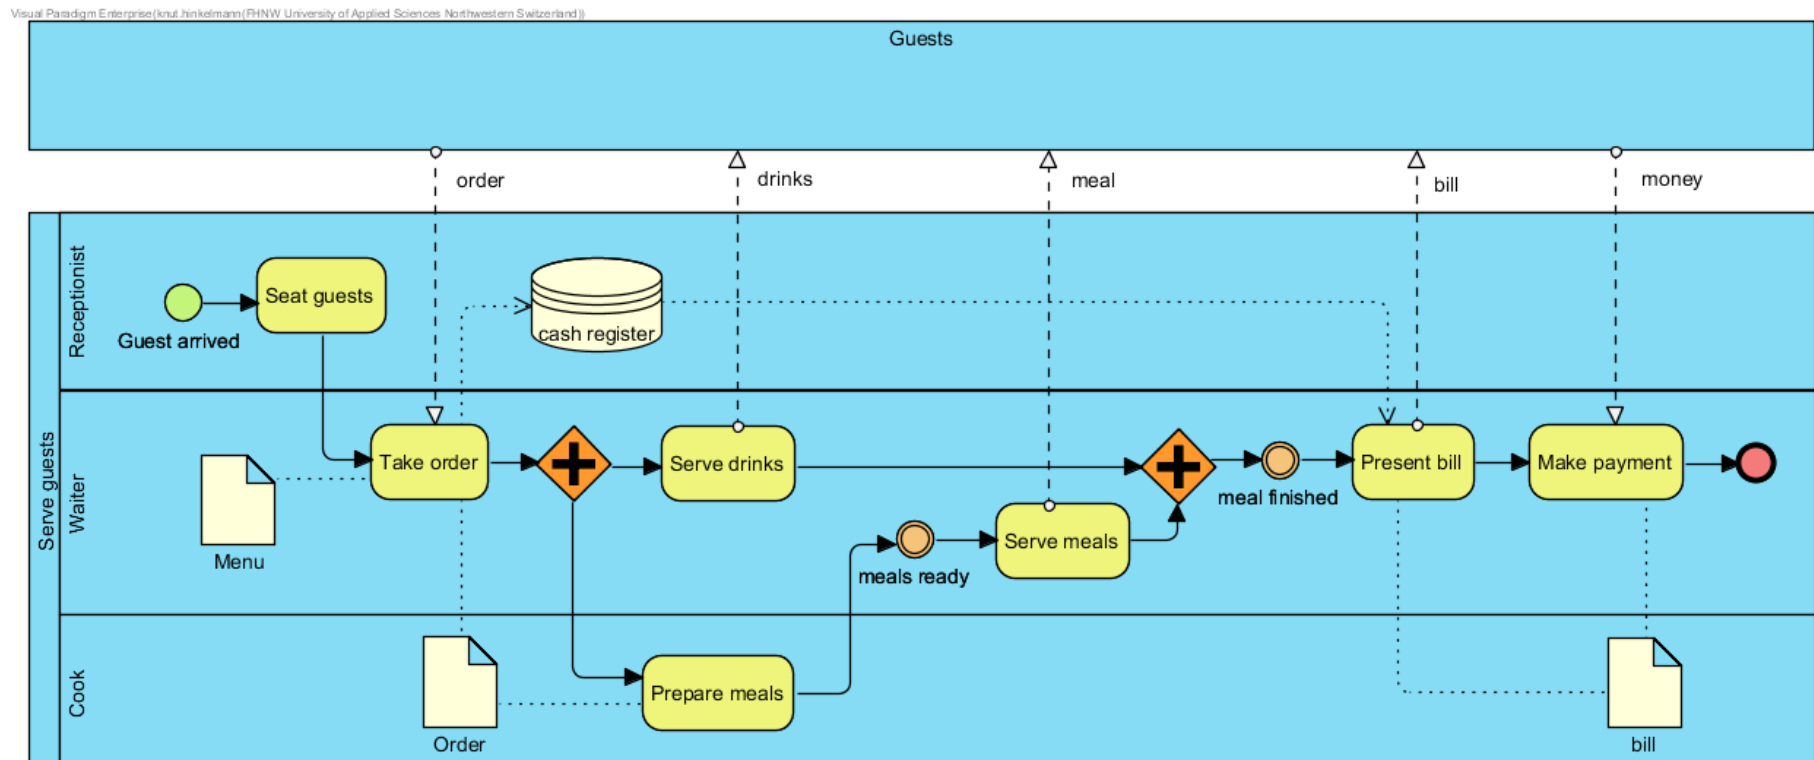 Visual Paradigm Enterprise(knut.hinkelmann(FHNW University of Applied Sciences Northwestern Switzerland))
Guests
order
drinks
meal
bill
money
Serve guests
Receptionist
Guest arrived
Seat guests
cash register
Waiter
Menu
Take order
Serve drinks
meals ready
Serve meals
meal finished
Present bill
Make payment
Cook
Order
Prepare meals
bill